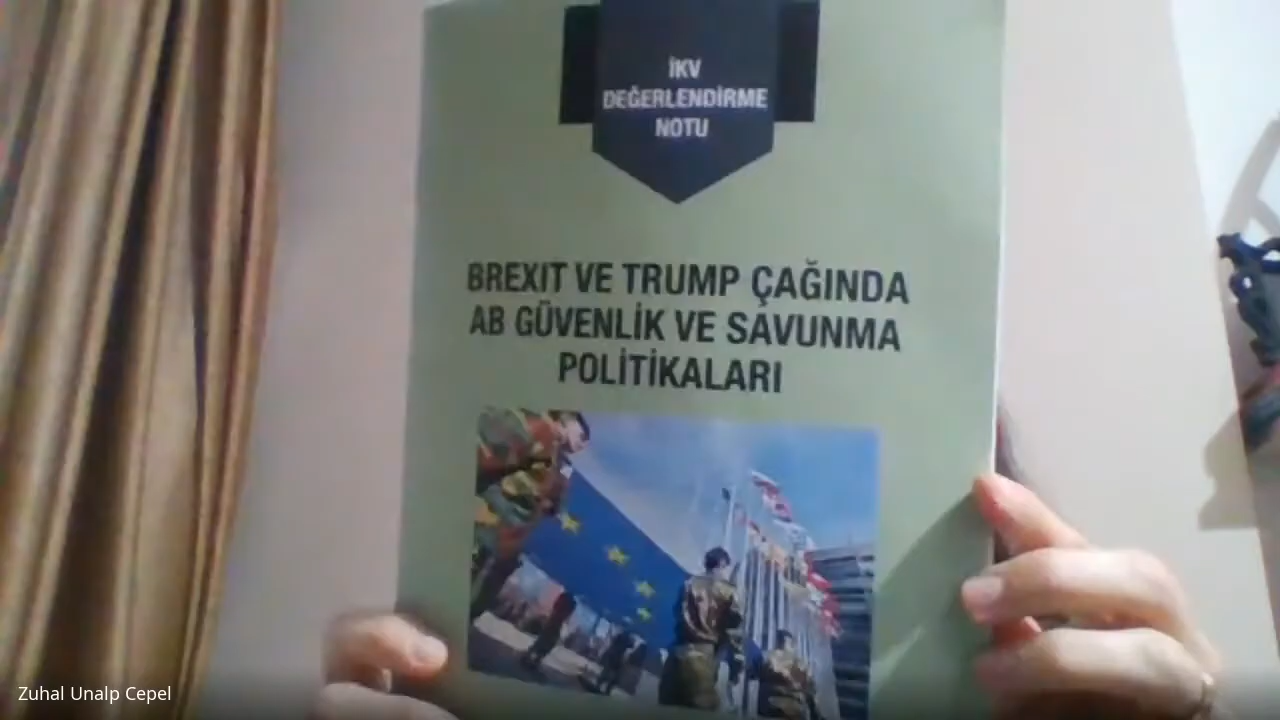 İKV
DEĞERLENDİRME
NOTU
BREXIT VE TRUMP ÇAĞINDA
AB GÜVENLİK VE SAVUNMA
POLİTİKALARI
Zuhal Unalp Cepel